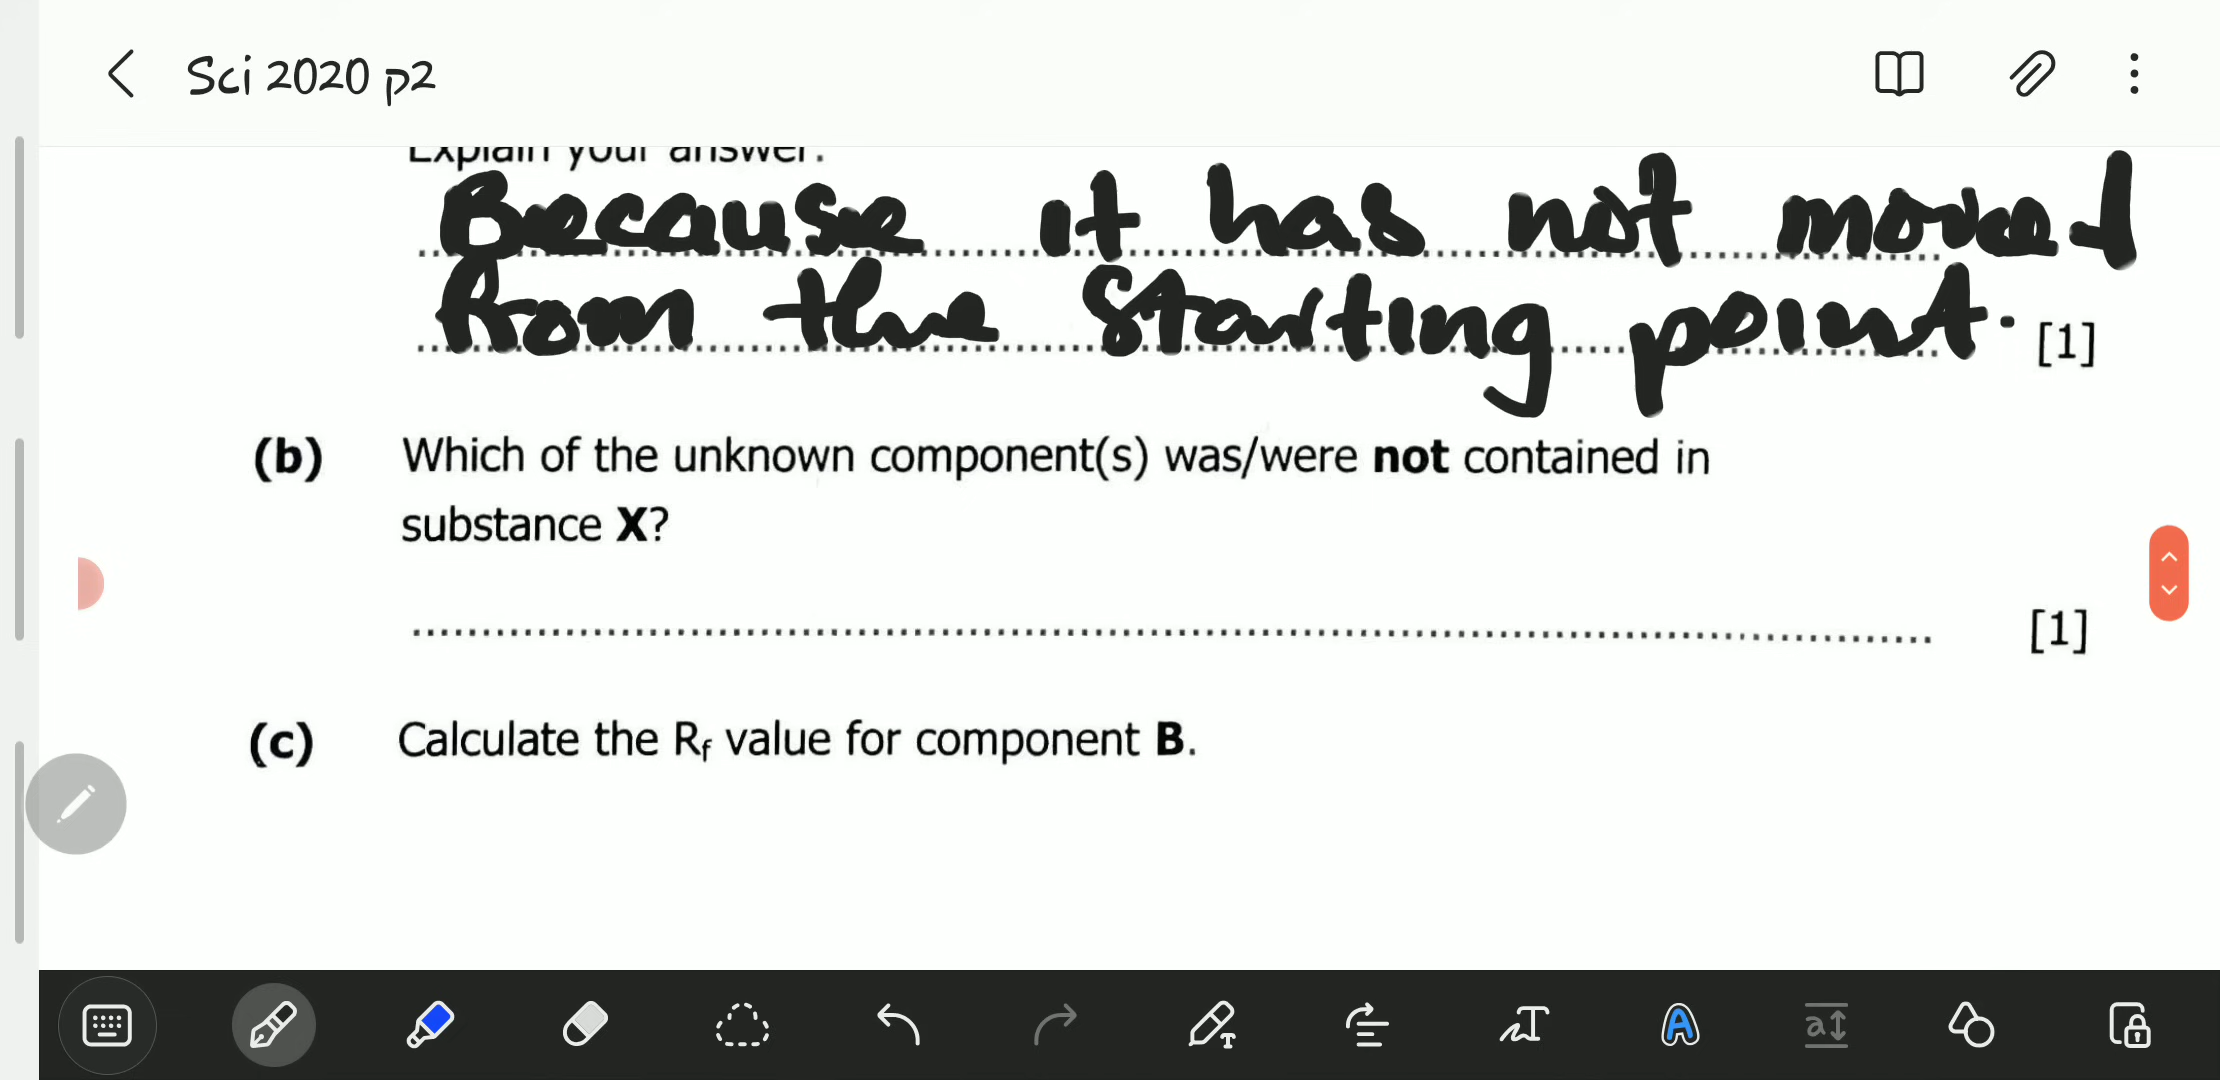 Sci 2020 p2
Explain your answer.
Because it has not moved
from the starting point. [1]
(b) Which of the unknown component(s) was/were not contained in
substance X?
[1]
(c) Calculate the Rf value for component B.